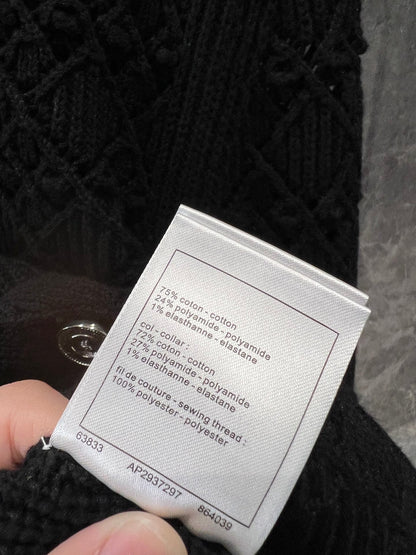 75% coton - cotton
24% polyamide - polyamide
1% elasthanne - elastane
col - collar :
72% coton - cotton
27% polyamide - polyamide
1% elasthanne - elastane
fil de couture - sewing thread -
100% polyester - polyester
63833
AP2937297
864039